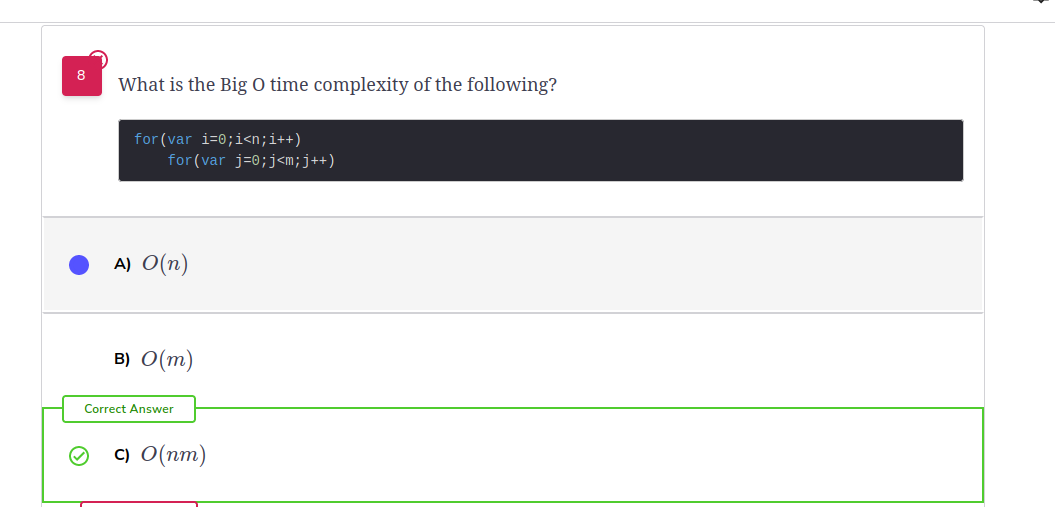 8
What is the Big O time complexity of the following?
for(var i=0;i<n;i++)
    for(var j=0;j<m;j++)
A) O(n)
B) O(m)
Correct Answer
C) O(nm)